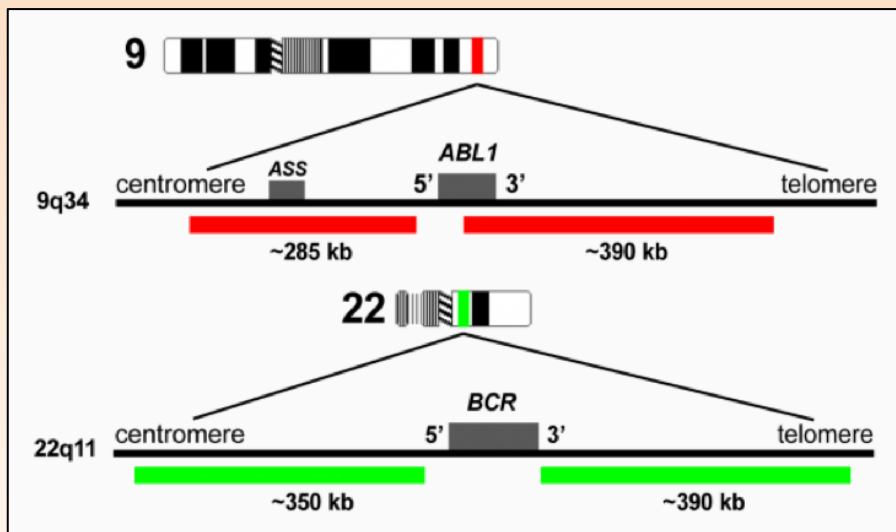 9
ASS
ABL1
centromere 5’ 3’ telomere
9q34
~285 kb ~390 kb
22
BCR
centromere 5’ 3’ telomere
22q11
~350 kb ~390 kb